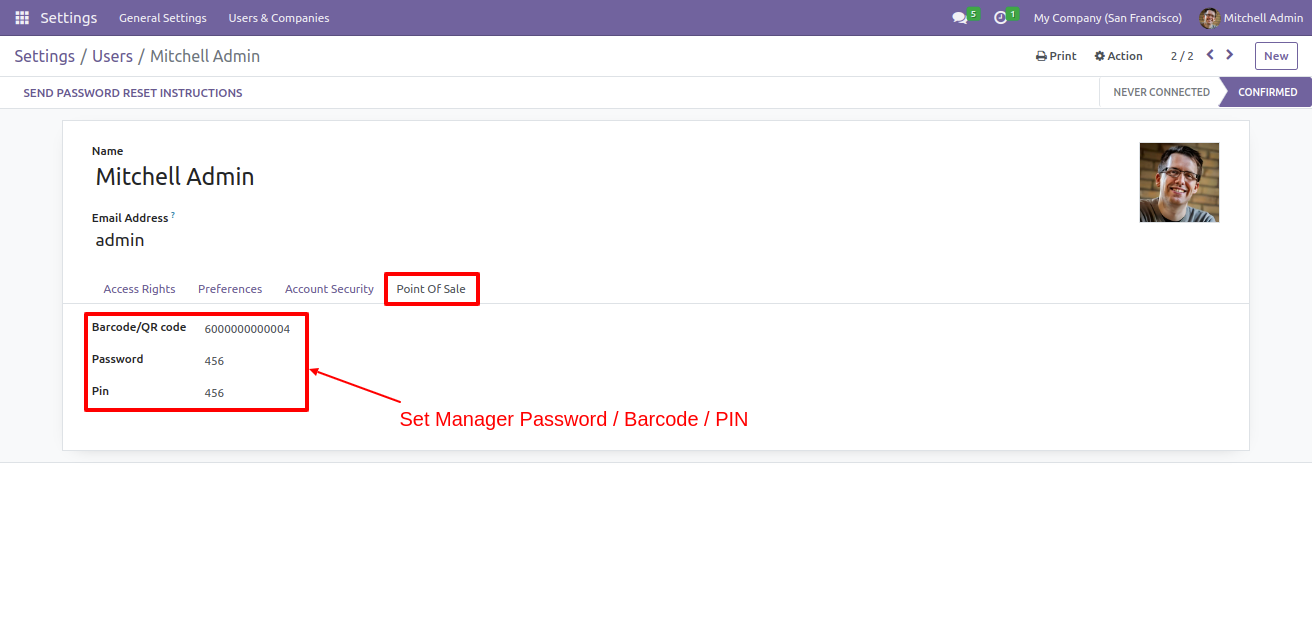 Settings General Settings Users & Companies 5 1 My Company (San Francisco) Mitchell Admin
Settings / Users / Mitchell Admin Print Action 2 / 2 New
SEND PASSWORD RESET INSTRUCTIONS NEVER CONNECTED CONFIRMED
Name
Mitchell Admin
Email Address ?
admin
Access Rights Preferences Account Security Point Of Sale
Barcode/QR code 6000000000004
Password 456
Pin 456
Set Manager Password / Barcode / PIN